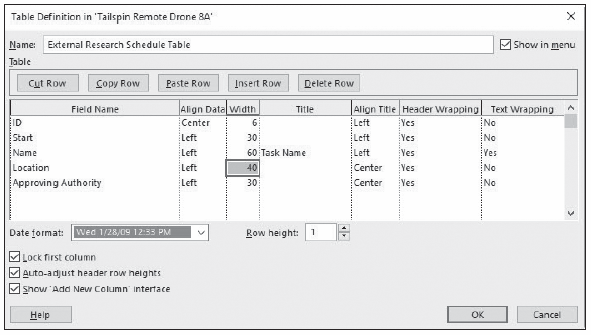 Table Definition in 'Tailspin Remote Drone 8A'
Name: External Research Schedule Table Show in menu
Table
Cut Row Copy Row Paste Row Insert Row Delete Row
Field Name Align Data Width Title Align Title Header Wrapping Text Wrapping
ID Center 6 Left Yes No
Start Left 30 Left Yes No
Name Left 60 Task Name Left Yes Yes
Location Left 40 Center Yes No
Approving Authority Left 30 Center Yes No
Date format: Wed 1/28/09 12:33 PM Row height: 1
Lock first column
Auto-adjust header row heights
Show 'Add New Column' interface
Help OK Cancel